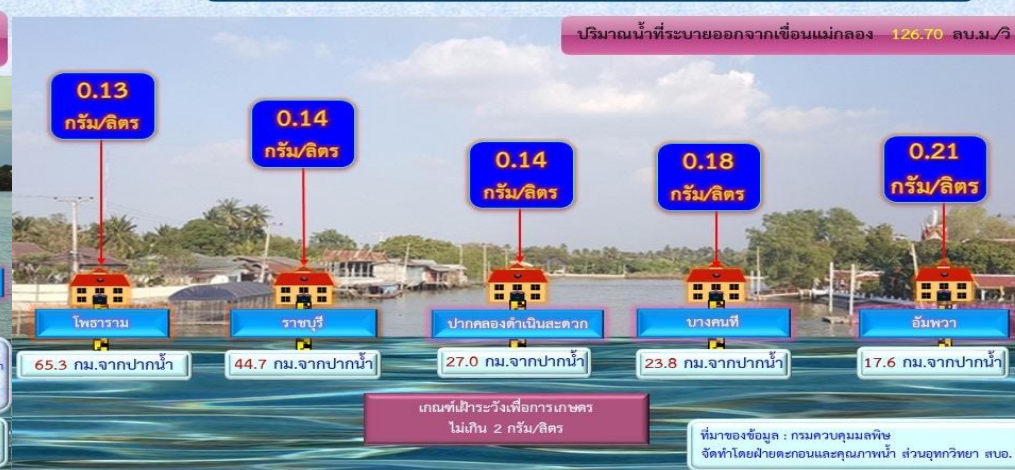 ปริมาณน้ำที่ระบายออกจากเขื่อนแม่กลอง 126.70 ลบ.ม./วิ
0.13
กรัม/ลิตร
0.14
กรัม/ลิตร
0.14
กรัม/ลิตร
0.18
กรัม/ลิตร
0.21
กรัม/ลิตร
โพธาราม
ราชบุรี
ปากคลองดำเนินสะดวก
บางคนที
อัมพวา
65.3 กม.จากปากน้ำ
44.7 กม.จากปากน้ำ
27.0 กม.จากปากน้ำ
23.8 กม.จากปากน้ำ
17.6 กม.จากปากน้ำ
เกณฑ์เฝ้าระวังเพื่อการเกษตร
ไม่เกิน 2 กรัม/ลิตร
ที่มาของข้อมูล : กรมควบคุมมลพิษ
จัดทำโดยฝ่ายตะกอนและคุณภาพน้ำ ส่วนอุทกวิทยา สบอ.